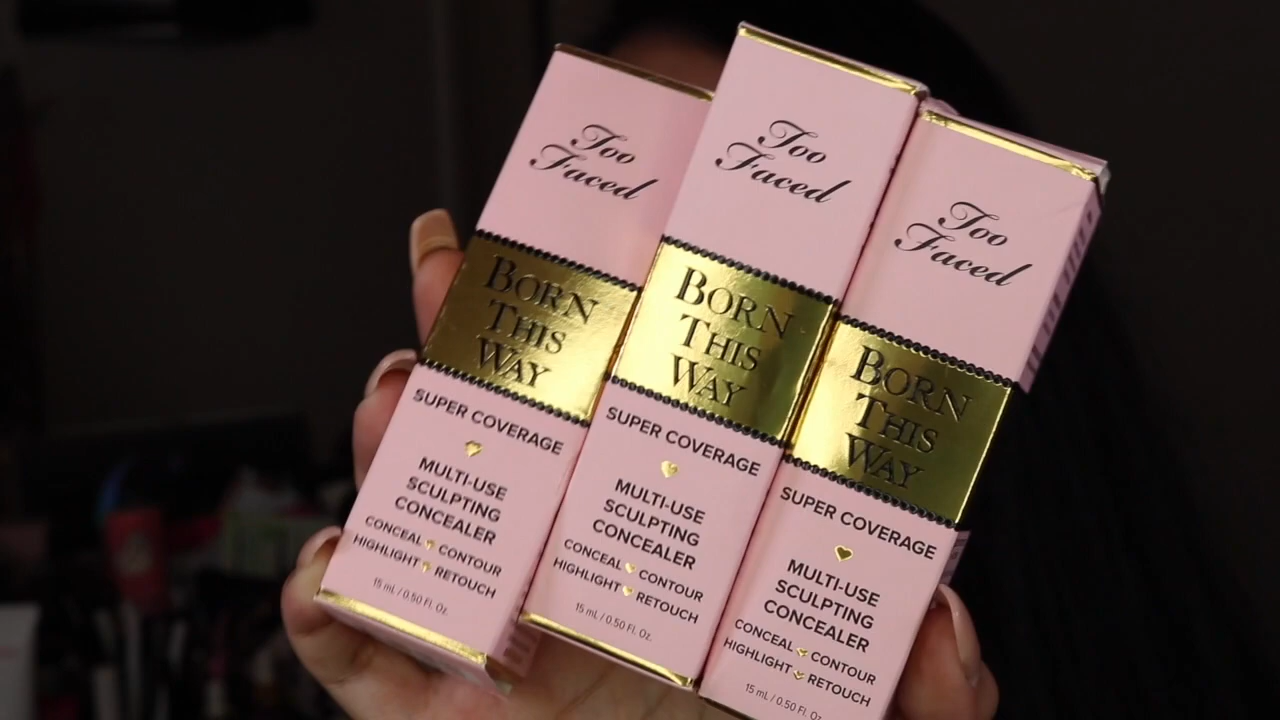 Too
Faced
BORN
THIS
WAY
SUPER COVERAGE
MULTI-USE
SCULPTING
CONCEALER
CONCEAL CONTOUR
HIGHLIGHT RETOUCH
15 mL / 0.50 Fl. Oz.
Too
Faced
BORN
THIS
WAY
SUPER COVERAGE
MULTI-USE
SCULPTING
CONCEALER
CONCEAL CONTOUR
HIGHLIGHT RETOUCH
15 mL / 0.50 Fl. Oz.
Too
Faced
BORN
THIS
WAY
SUPER COVERAGE
MULTI-USE
SCULPTING
CONCEALER
CONCEAL CONTOUR
HIGHLIGHT RETOUCH
15 mL / 0.50 Fl. Oz.